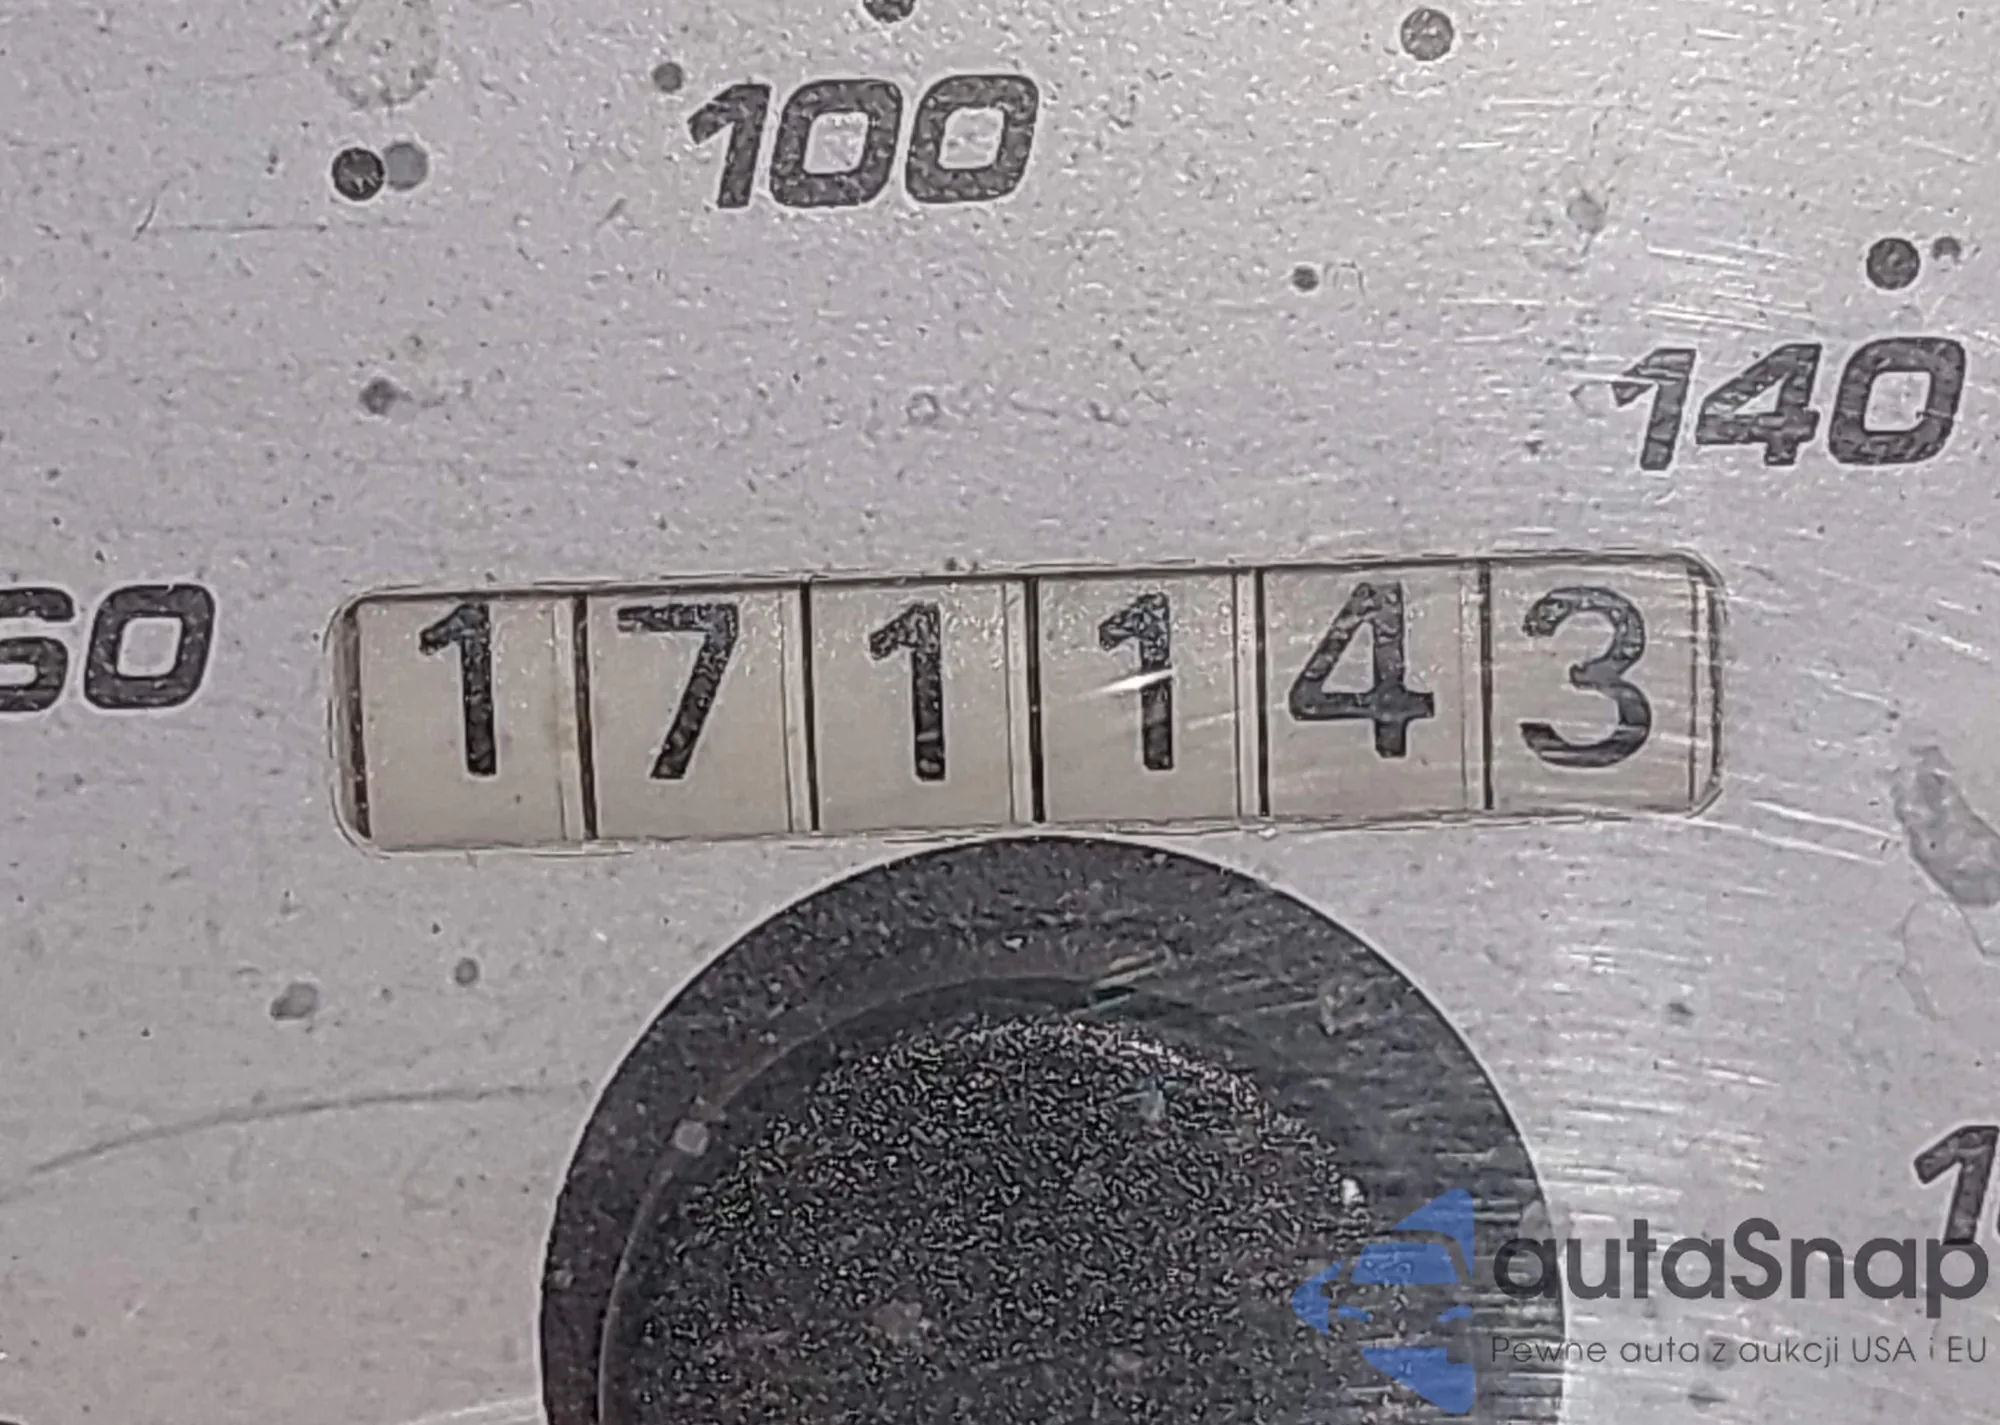 100
140
60
171143
autaSnap
Pewne auta z aukcji USA i EU